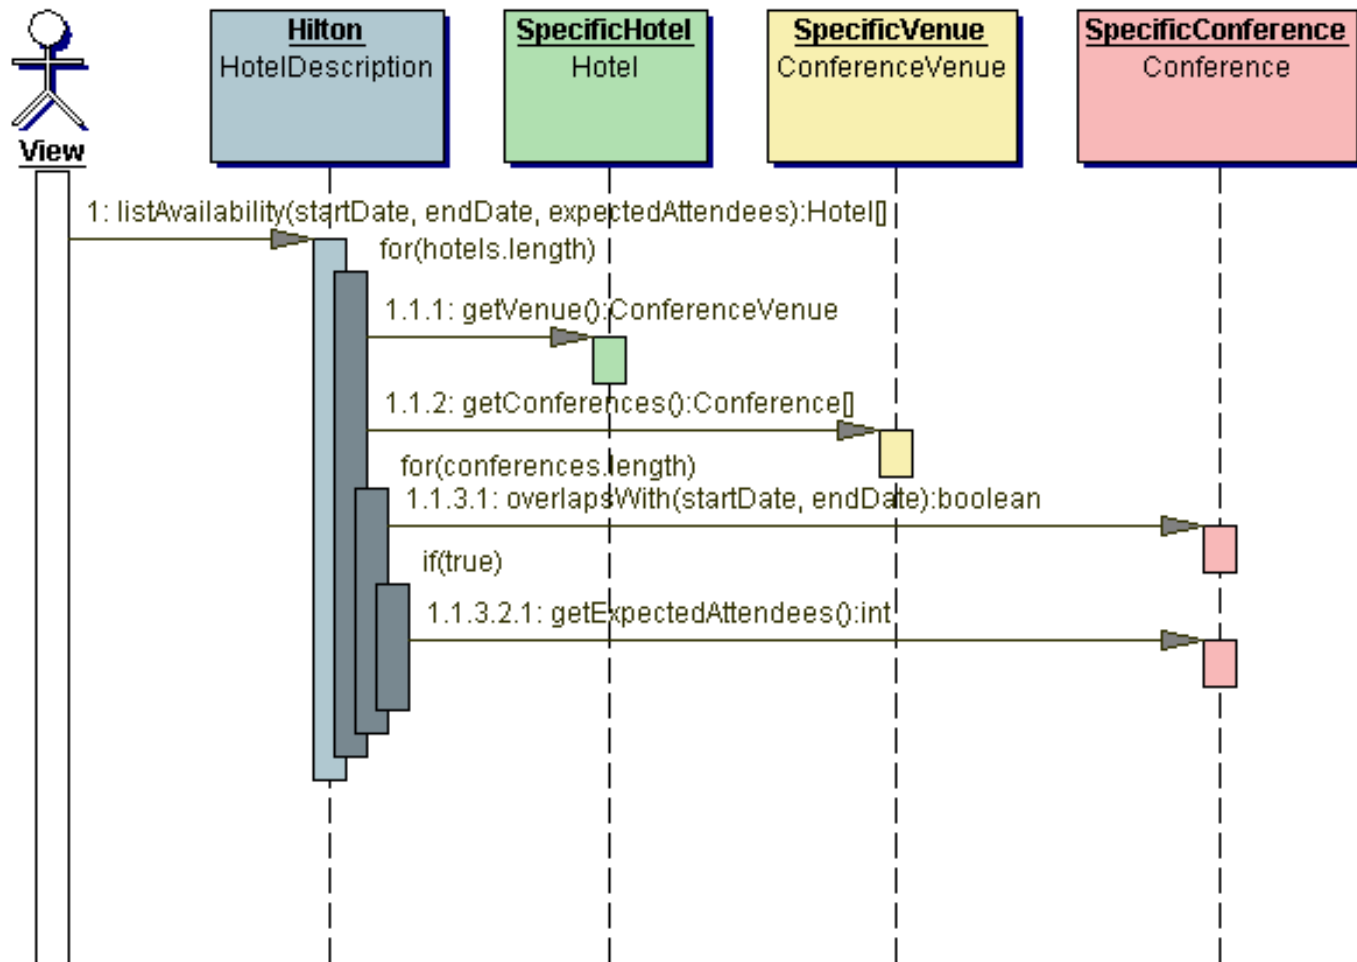 Hilton
HotelDescription
SpecificHotel
Hotel
SpecificVenue
ConferenceVenue
SpecificConference
Conference
View
1: listAvailability(startDate, endDate, expectedAttendees):Hotel[]
for(hotels.length)
1.1.1: getVenue():ConferenceVenue
1.1.2: getConferences():Conference[]
for(conferences.length)
1.1.3.1: overlapsWith(startDate, endDate):boolean
if(true)
1.1.3.2.1: getExpectedAttendees():int